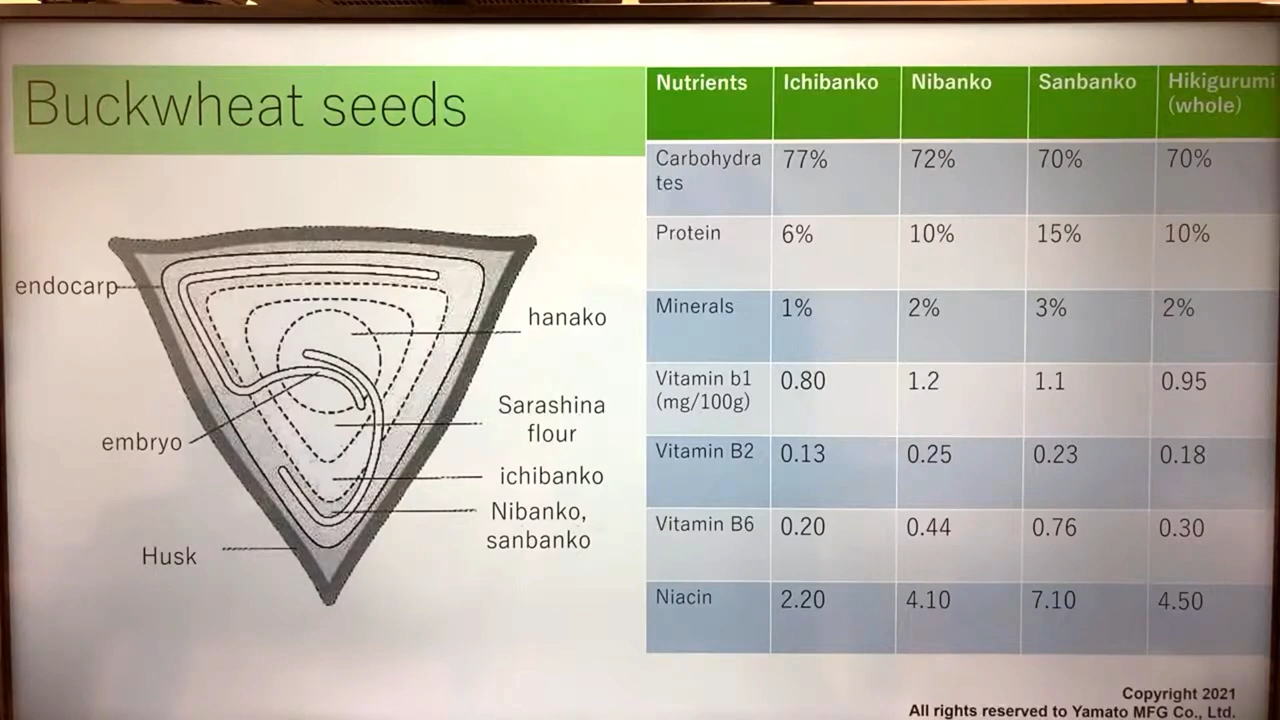 Buckwheat seeds
endocarp
hanako
Sarashina
flour
embryo
ichibanko
Nibanko,
sanbanko
Husk
Nutrients Ichibanko Nibanko Sanbanko Hikigurumi
(whole)
Carbohydra 77% 72% 70% 70%
tes
Protein 6% 10% 15% 10%
Minerals 1% 2% 3% 2%
Vitamin b1 0.80 1.2 1.1 0.95
(mg/100g)
Vitamin B2 0.13 0.25 0.23 0.18
Vitamin B6 0.20 0.44 0.76 0.30
Niacin 2.20 4.10 7.10 4.50
Copyright 2021
All rights reserved to Yamato MFG Co., Ltd.